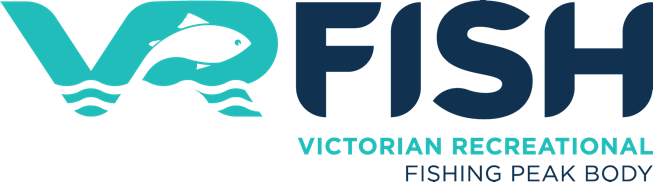 VRFISH
VICTORIAN RECREATIONAL
FISHING PEAK BODY